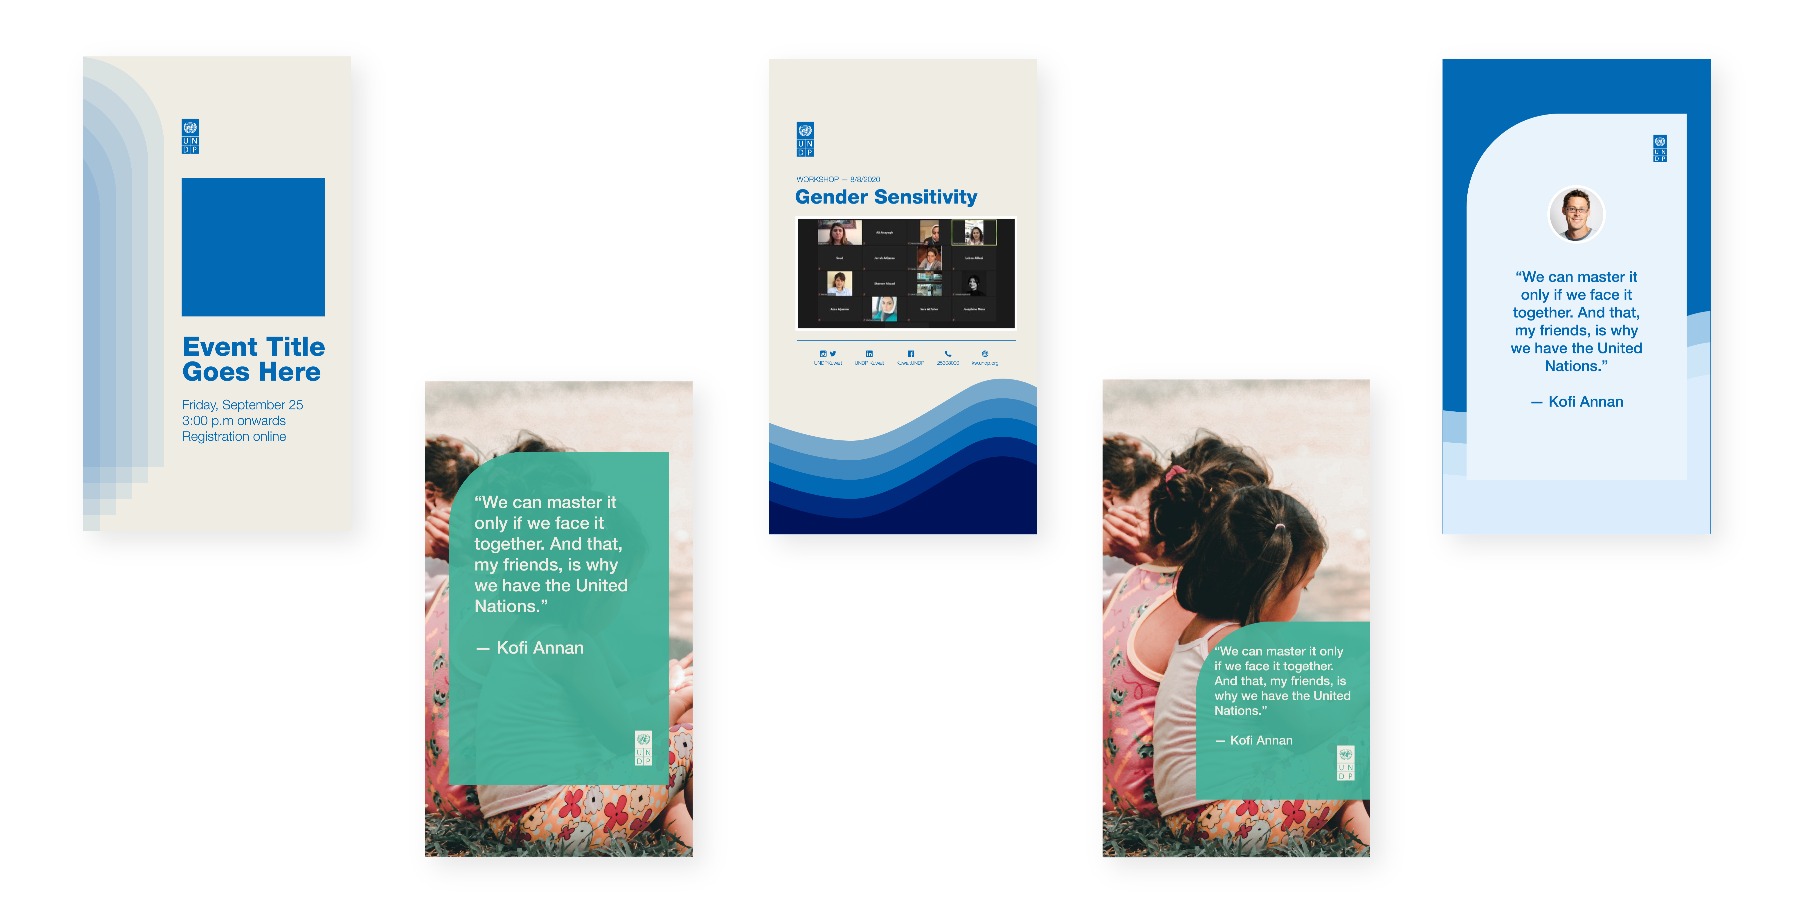 UN
DP
Event Title
Goes Here
Friday, September 25
3:00 p.m onwards
Registration online
“We can master it
only if we face it
together. And that,
my friends, is why
we have the United
Nations.”
— Kofi Annan
UN
DP
UN
DP
WORKSHOP — 8/8/2020
Gender Sensitivity
“We can master it only
if we face it together.
And that, my friends, is
why we have the United
Nations.”
— Kofi Annan
UN
DP
UN
DP
“We can master it
only if we face it
together. And that,
my friends, is why
we have the United
Nations.”
— Kofi Annan